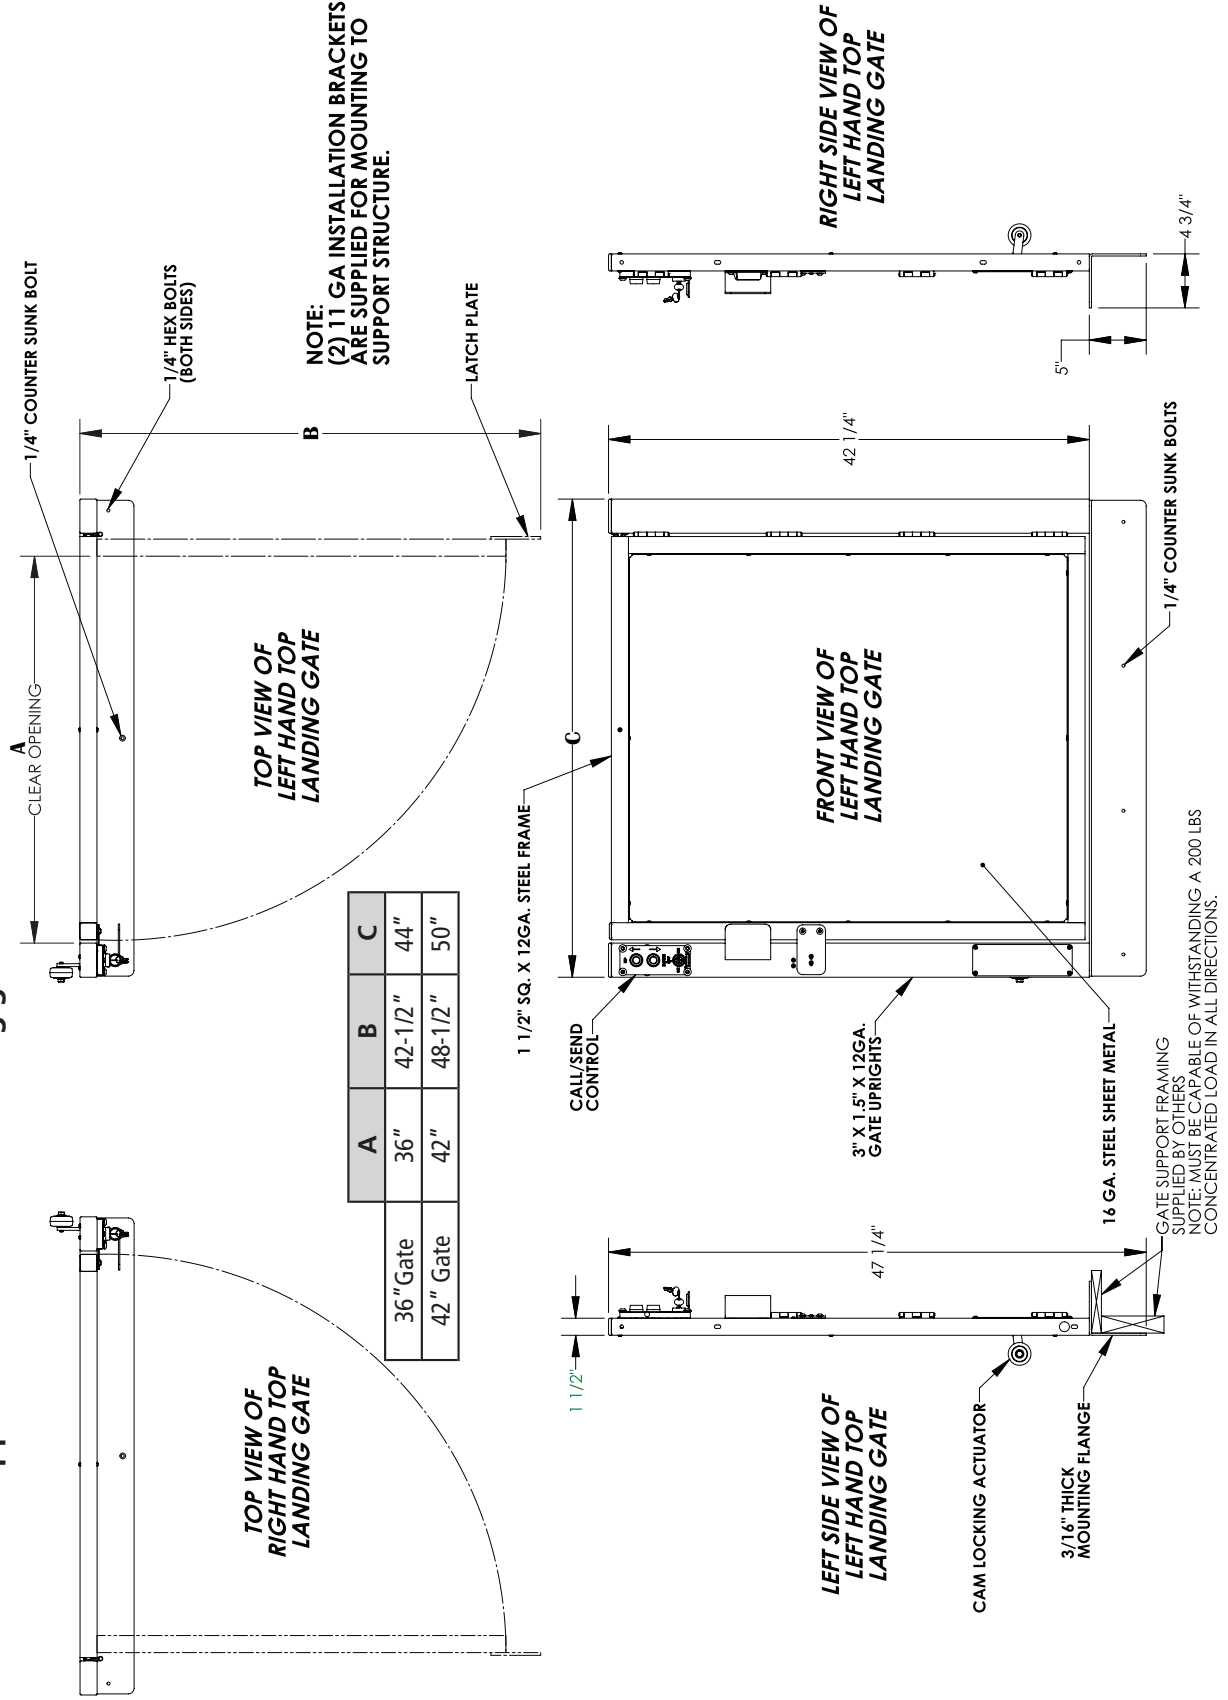 A
CLEAR OPENING
1/4" COUNTER SUNK BOLT
1/4" HEX BOLTS
(BOTH SIDES)
B
NOTE:
(2) 11 GA INSTALLATION BRACKETS
ARE SUPPLIED FOR MOUNTING TO
SUPPORT STRUCTURE.
LATCH PLATE
TOP VIEW OF
RIGHT HAND TOP
LANDING GATE
TOP VIEW OF
LEFT HAND TOP
LANDING GATE
A B C
36" Gate 36" 42-1/2" 44"
42" Gate 42" 48-1/2" 50"
1 1/2" SQ. X 12GA. STEEL FRAME
C
CALL/SEND
CONTROL
42 1/4"
FRONT VIEW OF
LEFT HAND TOP
LANDING GATE
3" X 1.5" X 12GA.
GATE UPRIGHTS
16 GA. STEEL SHEET METAL
1/4" COUNTER SUNK BOLTS
RIGHT SIDE VIEW OF
LEFT HAND TOP
LANDING GATE
5"
4 3/4"
1 1/2"
47 1/4"
LEFT SIDE VIEW OF
LEFT HAND TOP
LANDING GATE
CAM LOCKING ACTUATOR
3/16" THICK
MOUNTING FLANGE
GATE SUPPORT FRAMING
SUPPLIED BY OTHERS
NOTE: MUST BE CAPABLE OF WITHSTANDING A 200 LBS
CONCENTRATED LOAD IN ALL DIRECTIONS.